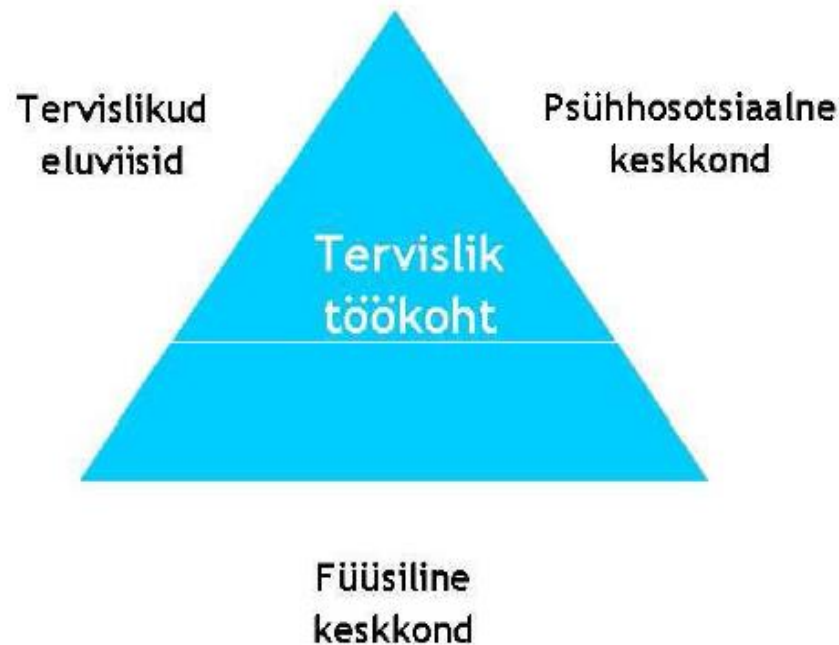 Tervislikud
eluviisid
Psühhosotsiaalne
keskkond
Tervislik
töökoht
Füüsiline
keskkond